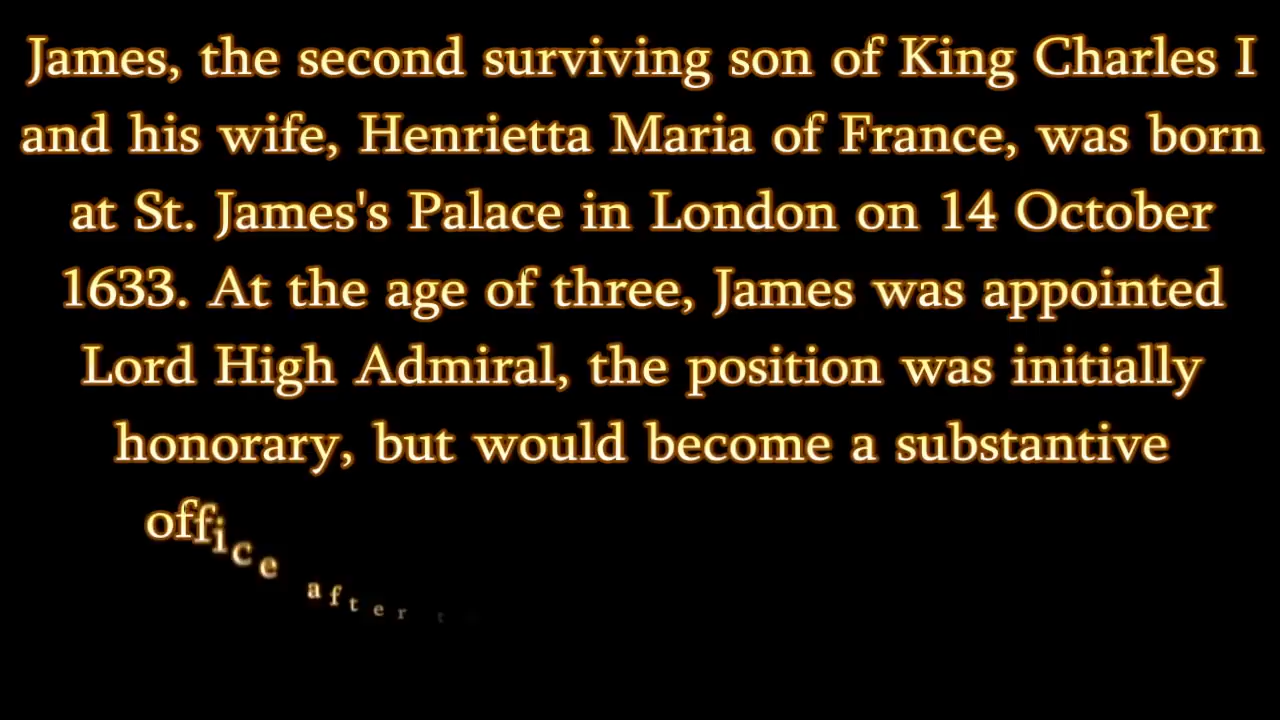 James, the second surviving son of King Charles I
and his wife, Henrietta Maria of France, was born
at St. James's Palace in London on 14 October
1633. At the age of three, James was appointed
Lord High Admiral, the position was initially
honorary, but would become a substantive
office after